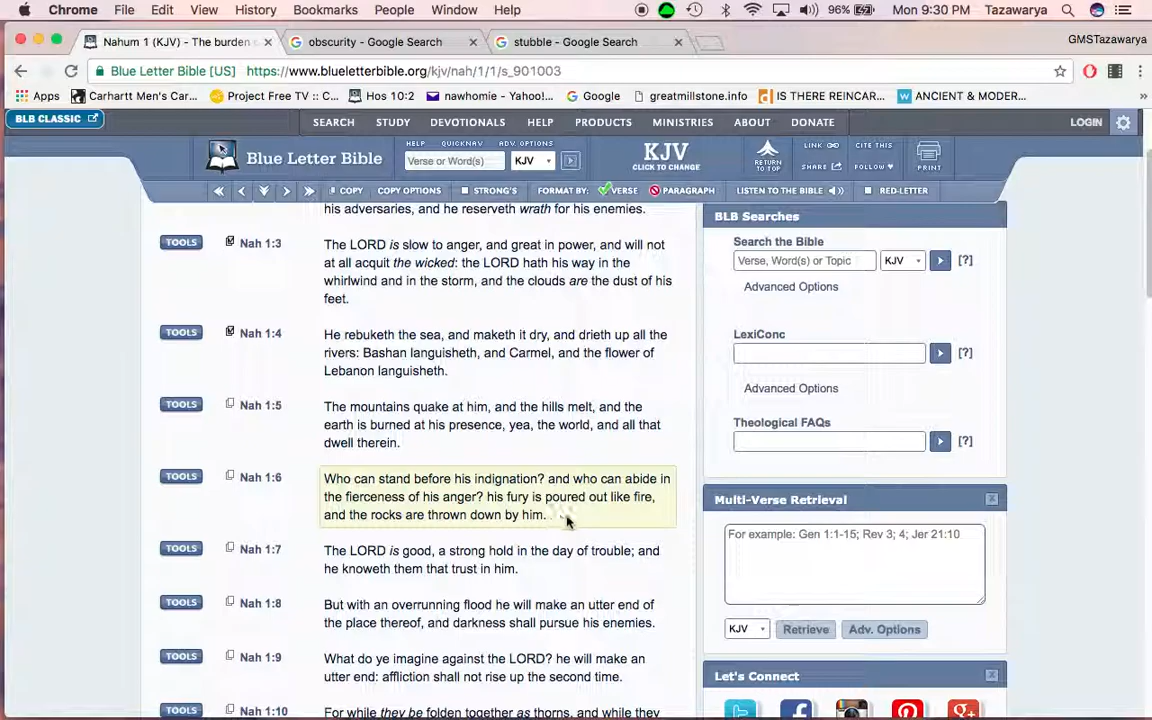 Chrome File Edit View History Bookmarks People Window Help 96% Mon 9:30 PM Tazawarya
Nahum 1 (KJV) - The burden o
obscurity - Google Search
stubble - Google Search
GMSTazawarya
Blue Letter Bible [US] https://www.blueletterbible.org/kjv/nah/1/1/s_901003
Apps Carhartt Men's Car... Project Free TV :: C... Hos 10:2 nawhomie - Yahoo!... Google greatmillstone.info IS THERE REINCAR... ANCIENT & MODER... »
BLB CLASSIC
SEARCH STUDY DEVOTIONALS HELP PRODUCTS MINISTRIES ABOUT DONATE LOGIN
Blue Letter Bible
HELP QUICKNAV ADV. OPTIONS
Verse or Word(s) KJV
KJV
CLICK TO CHANGE
RETURN TO TOP
LINK CITE THIS
SHARE FOLLOW
PRINT
COPY COPY OPTIONS STRONG'S FORMAT BY: VERSE PARAGRAPH LISTEN TO THE BIBLE RED-LETTER
his adversaries, and he reserveth wrath for his enemies.
TOOLS Nah 1:3 The LORD is slow to anger, and great in power, and will not
at all acquit the wicked: the LORD hath his way in the
whirlwind and in the storm, and the clouds are the dust of his
feet.
TOOLS Nah 1:4 He rebuketh the sea, and maketh it dry, and drieth up all the
rivers: Bashan languisheth, and Carmel, and the flower of
Lebanon languisheth.
TOOLS Nah 1:5 The mountains quake at him, and the hills melt, and the
earth is burned at his presence, yea, the world, and all that
dwell therein.
TOOLS Nah 1:6 Who can stand before his indignation? and who can abide in
the fierceness of his anger? his fury is poured out like fire,
and the rocks are thrown down by him.
TOOLS Nah 1:7 The LORD is good, a strong hold in the day of trouble; and
he knoweth them that trust in him.
TOOLS Nah 1:8 But with an overrunning flood he will make an utter end of
the place thereof, and darkness shall pursue his enemies.
TOOLS Nah 1:9 What do ye imagine against the LORD? he will make an
utter end: affliction shall not rise up the second time.
TOOLS Nah 1:10 For while they be folden together as thorns, and while they
BLB Searches
Search the Bible
Verse, Word(s) or Topic KJV [?]
Advanced Options
LexiConc
[?]
Advanced Options
Theological FAQs
[?]
Multi-Verse Retrieval
For example: Gen 1:1-15; Rev 3; 4; Jer 21:10
KJV Retrieve Adv. Options
Let's Connect